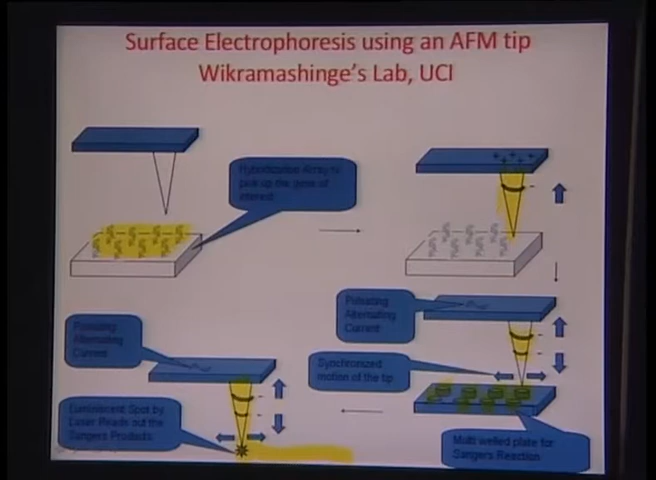 Surface Electrophoresis using an AFM tip
Wikramashinge's Lab, UCI
Hybridization Array to
pick up the gene of
interest
Pulsating
Alternating
Current
Pulsating
Alternating
Current
Synchronized
motion of the tip
Luminescent Spot by
Laser Reads out the
Sangers Products
Multi welled plate for
Sangers Reaction